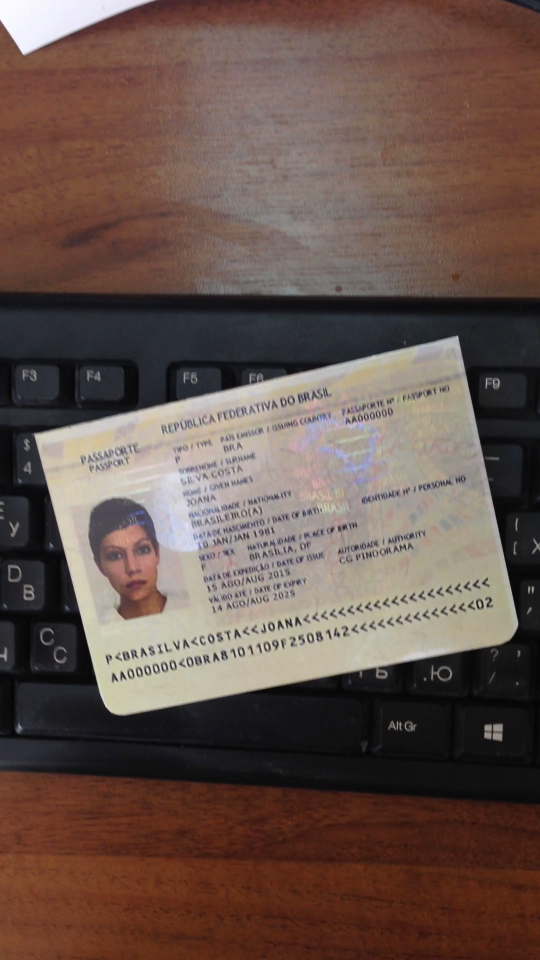 F3
F4
F5
F6
F9
$
4
REPÚBLICA FEDERATIVA DO BRASIL
PASSAPORTE
PASSPORT
TIPO / TYPE PAÍS EMISSOR / ISSUING COUNTRY PASSAPORTE Nº / PASSPORT NO
P BRA AA000000
SOBRENOME / SURNAME
SILVA COSTA
NOME / GIVEN NAMES
JOANA
NACIONALIDADE / NATIONALITY IDENTIDADE Nº / PERSONAL NO
BRASILEIRO(A)
DATA DE NASCIMENTO / DATE OF BIRTH
10 JAN/JAN 1981
SEXO / SEX NATURALIDADE / PLACE OF BIRTH
F BRASÍLIA, DF
DATA DE EXPEDIÇÃO / DATE OF ISSUE AUTORIDADE / AUTHORITY
15 AGO/AUG 2015 CG PINDORAMA
VÁLIDO ATÉ / DATE OF EXPIRY
14 AGO/AUG 2025
P<BRASILVA<COSTA<<JOANA<<<<<<<<<<<<<<<<<<<<<
AA000000<0BRA8101109F2508142<<<<<<<<<<<<<<02
У
[
Х
D
В
C
С
Ь
.Ю
?
Alt Gr